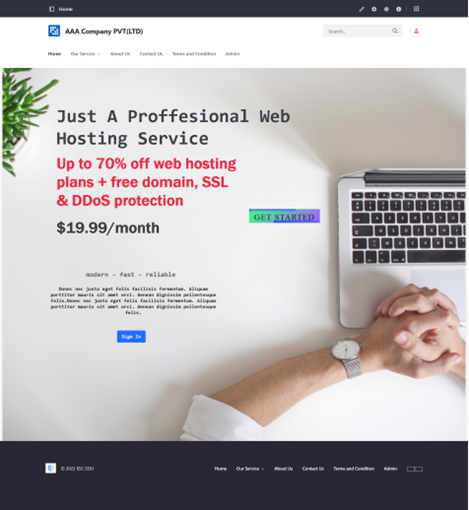 Home
AAA Company PVT(LTD)
Search...
Home Our Service About Us Contact Us Terms and Condition Admin
Just A Proffesional Web
Hosting Service
Up to 70% off web hosting
plans + free domain, SSL
& DDoS protection
GET STARTED
$19.99/month
modern - fast - reliable
Donec nec justo eget felis facilisis fermentum. Aliquam
porttitor mauris sit amet orci. Aenean dignissim pellentesque
felis.Donec nec justo eget felis facilisis fermentum. Aliquam
porttitor mauris sit amet orci. Aenean dignissim pellentesque
felis.
Sign In
Home Our Service About Us Contact Us Terms and Condition Admin